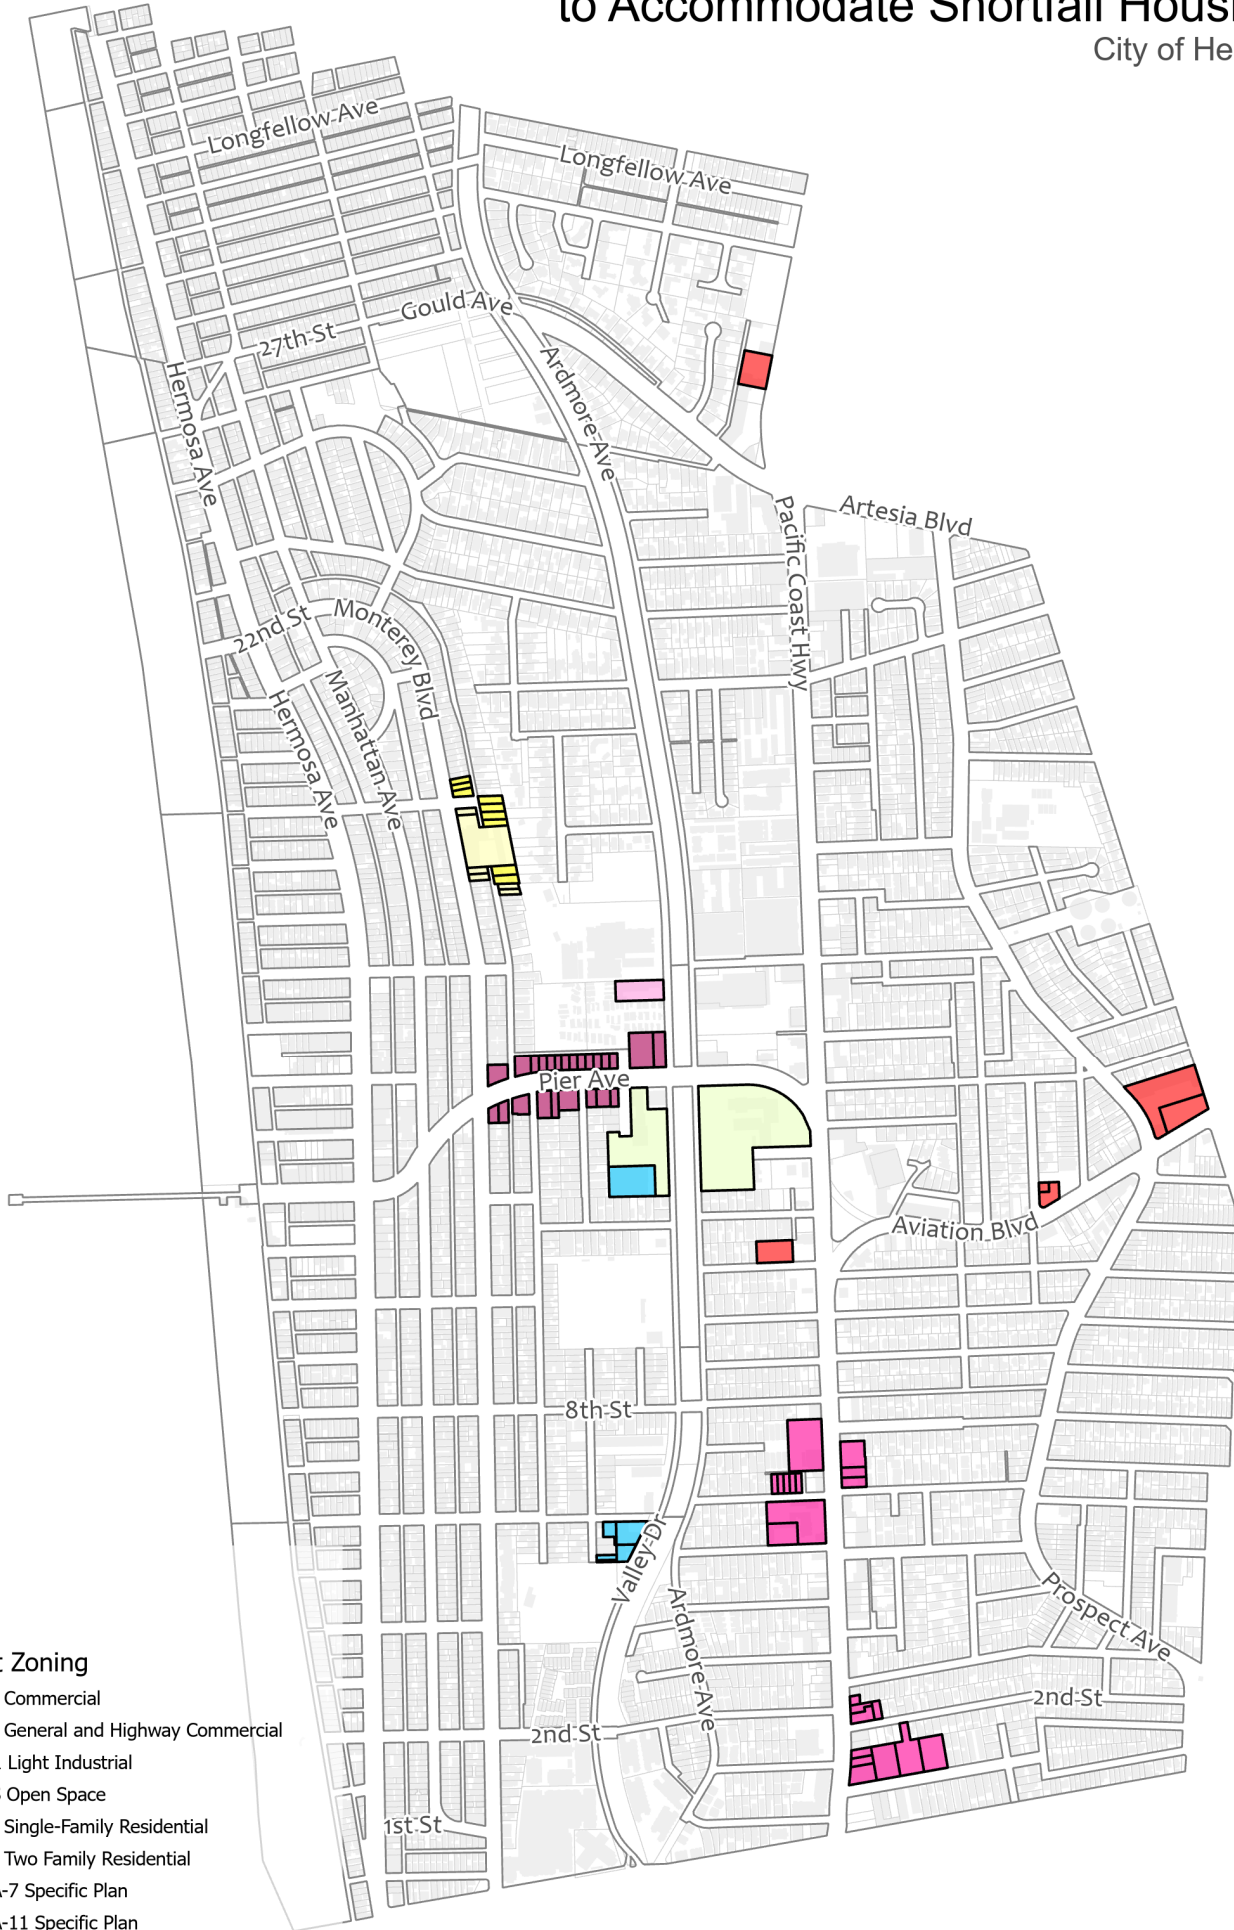 to Accommodate Shortfall
City of
Longfellow Ave
Longfellow Ave
Gould Ave
27th St
Ardmore Ave
Hermosa Ave
Artesia Blvd
Pacific Coast Hwy
22nd St
Monterey Blvd
Manhattan Ave
Hermosa Ave
Pier Ave
Aviation Blvd
8th St
Valley Dr
Ardmore Ave
Prospect Ave
2nd St
2nd St
1st St
Zoning
Commercial
General and Highway Commercial
Light Industrial
Open Space
Single-Family Residential
Two Family Residential
-7 Specific Plan
-11 Specific Plan